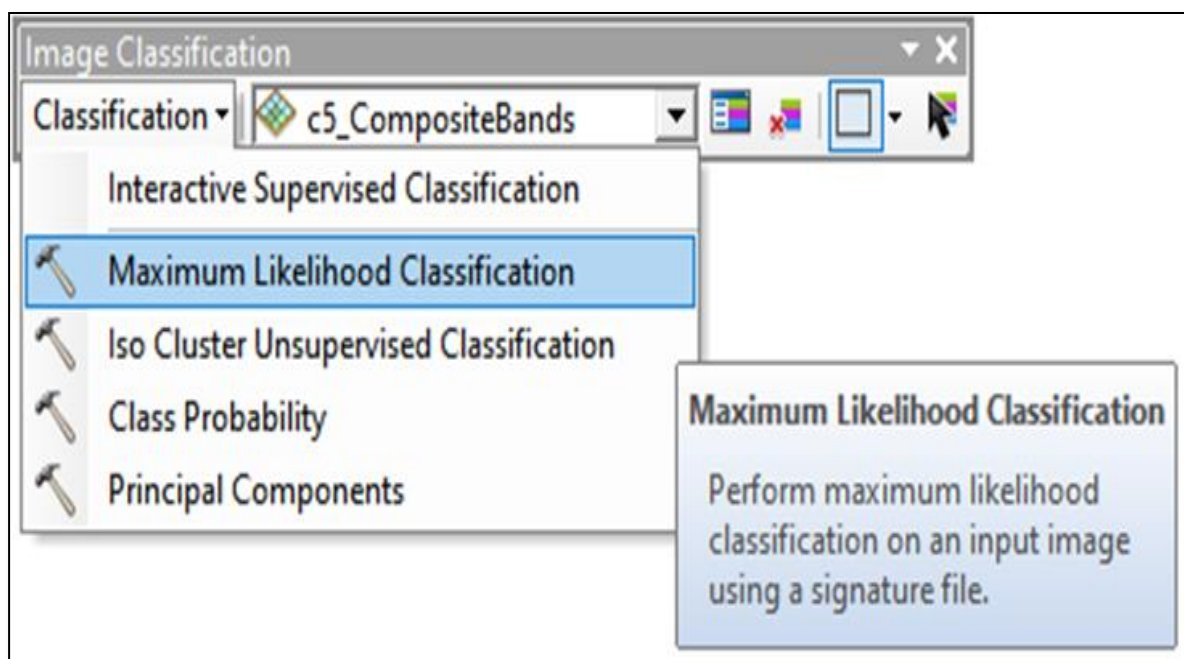 Image Classification
Classification
c5_CompositeBands
Interactive Supervised Classification
Maximum Likelihood Classification
Iso Cluster Unsupervised Classification
Class Probability
Principal Components
Maximum Likelihood Classification
Perform maximum likelihood
classification on an input image
using a signature file.